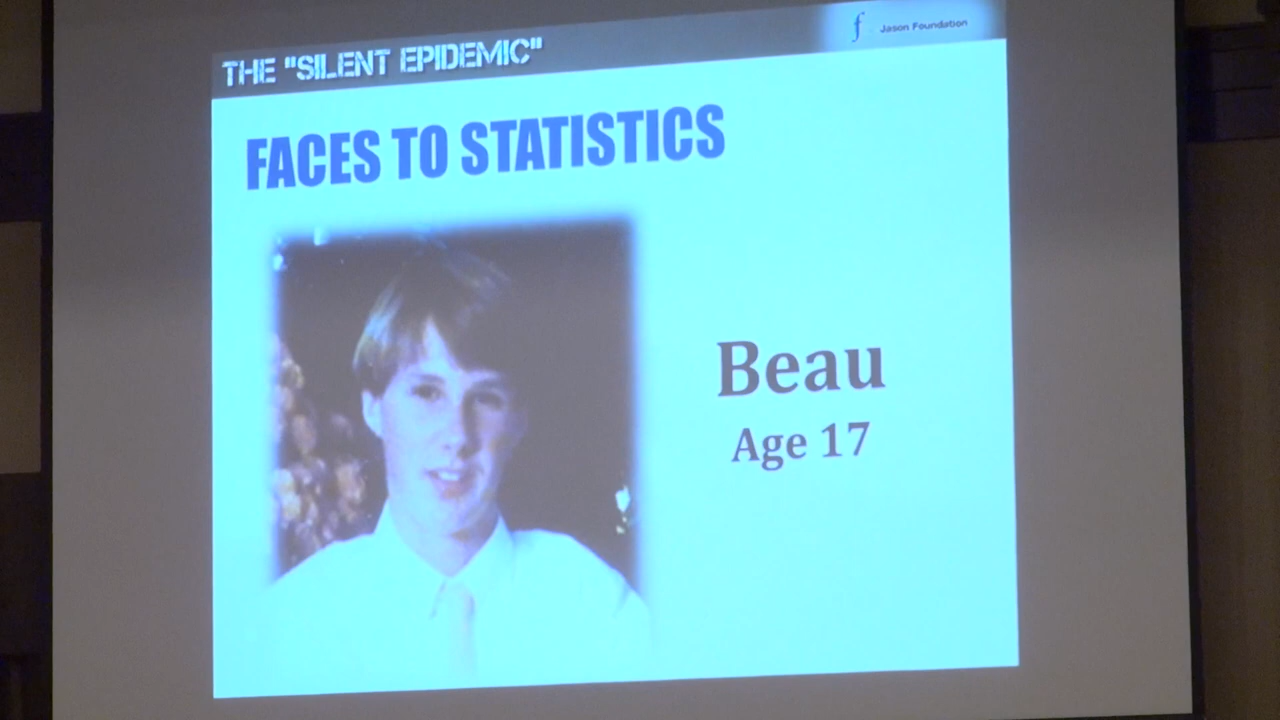 THE "SILENT EPIDEMIC"
f Jason Foundation
FACES TO STATISTICS
Beau
Age 17